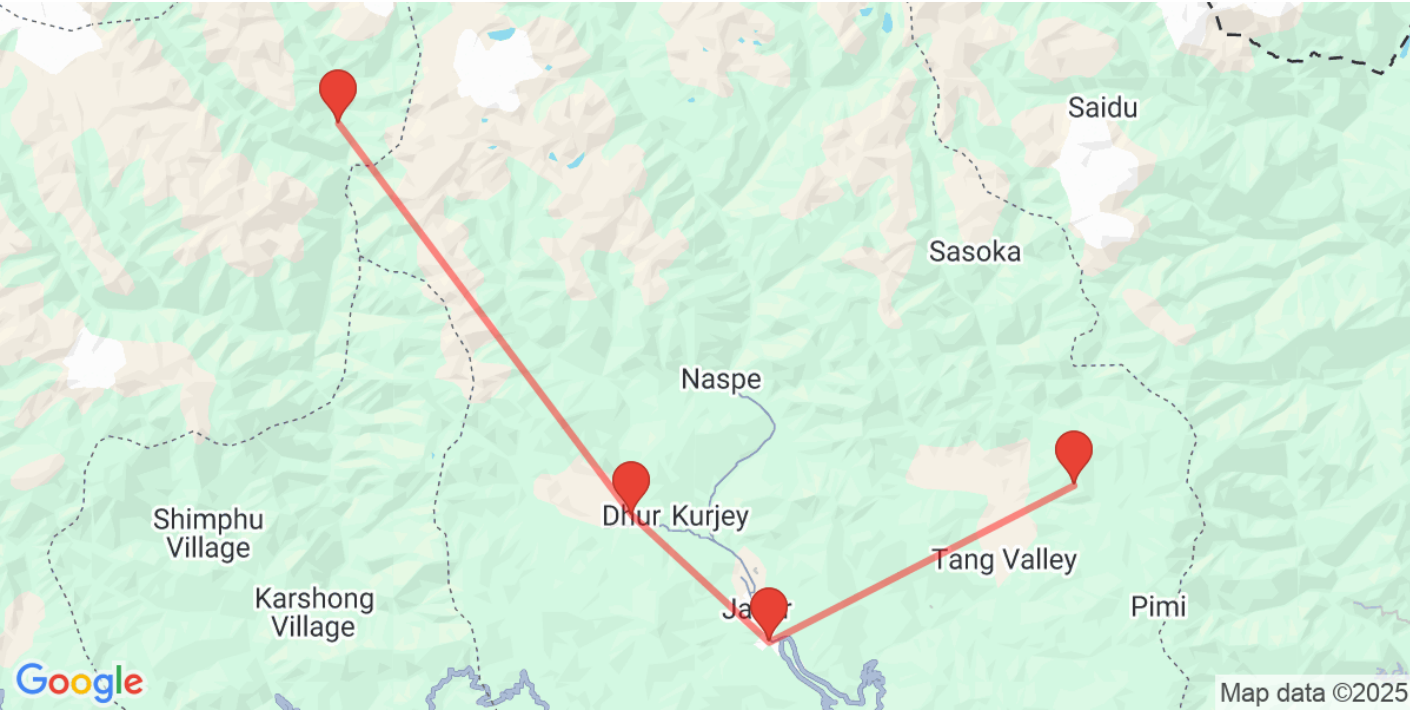 Saidu
Sasoka
Naspe
Dhur Kurjey
Shimphu
Village
Tang Valley
Karshong
Village
Pimi
Google
Map data ©2025